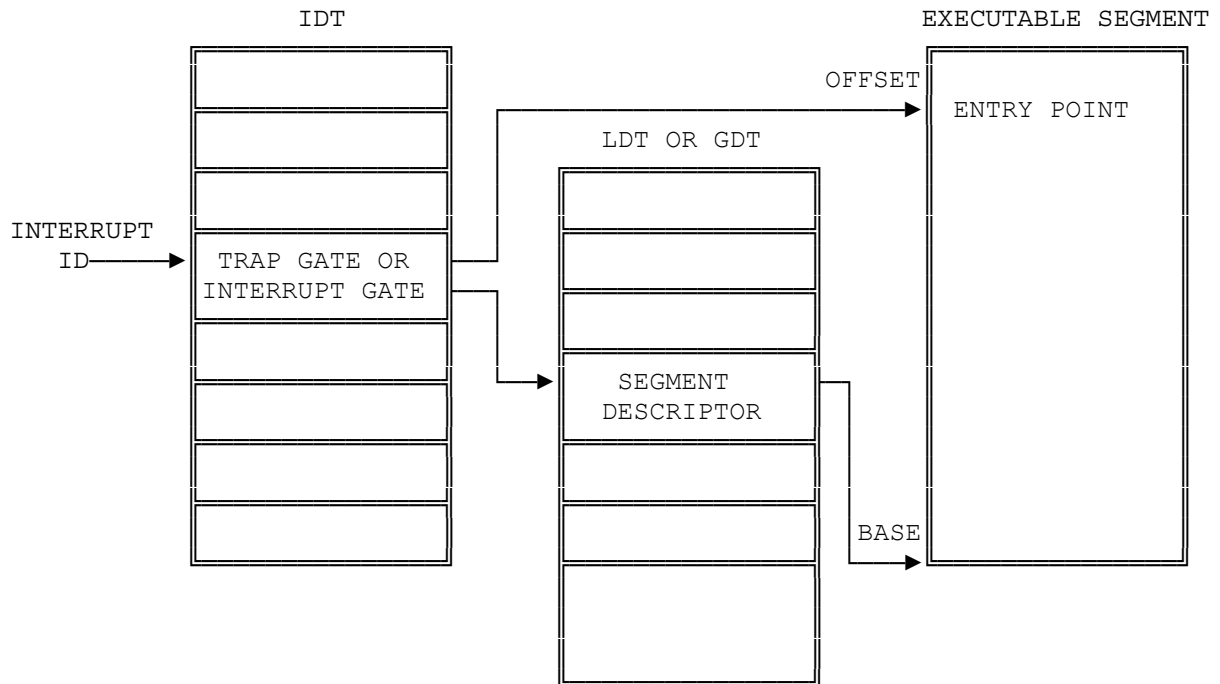 IDT
EXECUTABLE SEGMENT
OFFSET
ENTRY POINT
LDT OR GDT
INTERRUPT
ID
TRAP GATE OR
INTERRUPT GATE
SEGMENT
DESCRIPTOR
BASE